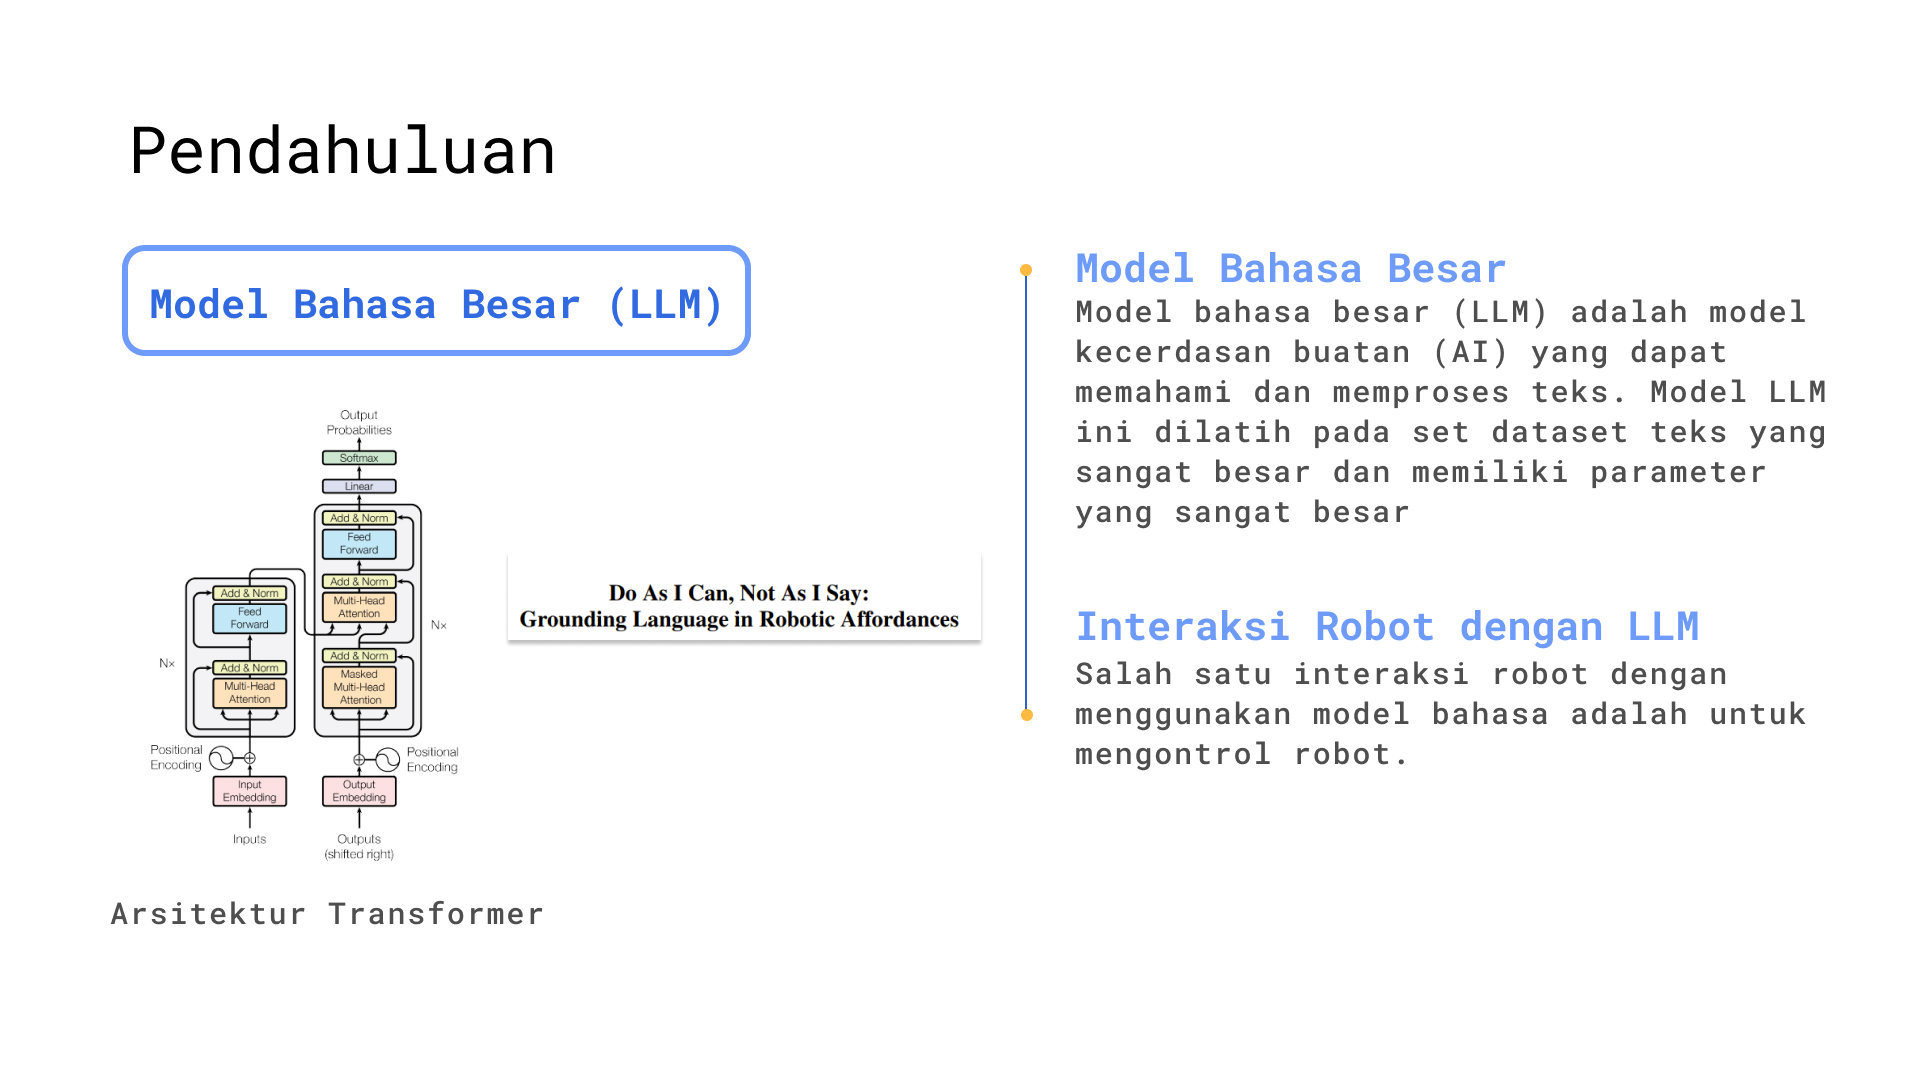 Pendahuluan
Model Bahasa Besar (LLM)
Output
Probabilities
Softmax
Linear
Add & Norm
Feed
Forward
Add & Norm
Multi-Head
Attention
Add & Norm
Masked
Multi-Head
Attention
Nx
Add & Norm
Feed
Forward
Add & Norm
Multi-Head
Attention
Nx
Positional
Encoding
Positional
Encoding
Input
Embedding
Output
Embedding
Inputs
Outputs
(shifted right)
Arsitektur Transformer
Do As I Can, Not As I Say:
Grounding Language in Robotic Affordances
Model Bahasa Besar
Model bahasa besar (LLM) adalah model
kecerdasan buatan (AI) yang dapat
memahami dan memproses teks. Model LLM
ini dilatih pada set dataset teks yang
sangat besar dan memiliki parameter
yang sangat besar
Interaksi Robot dengan LLM
Salah satu interaksi robot dengan
menggunakan model bahasa adalah untuk
mengontrol robot.